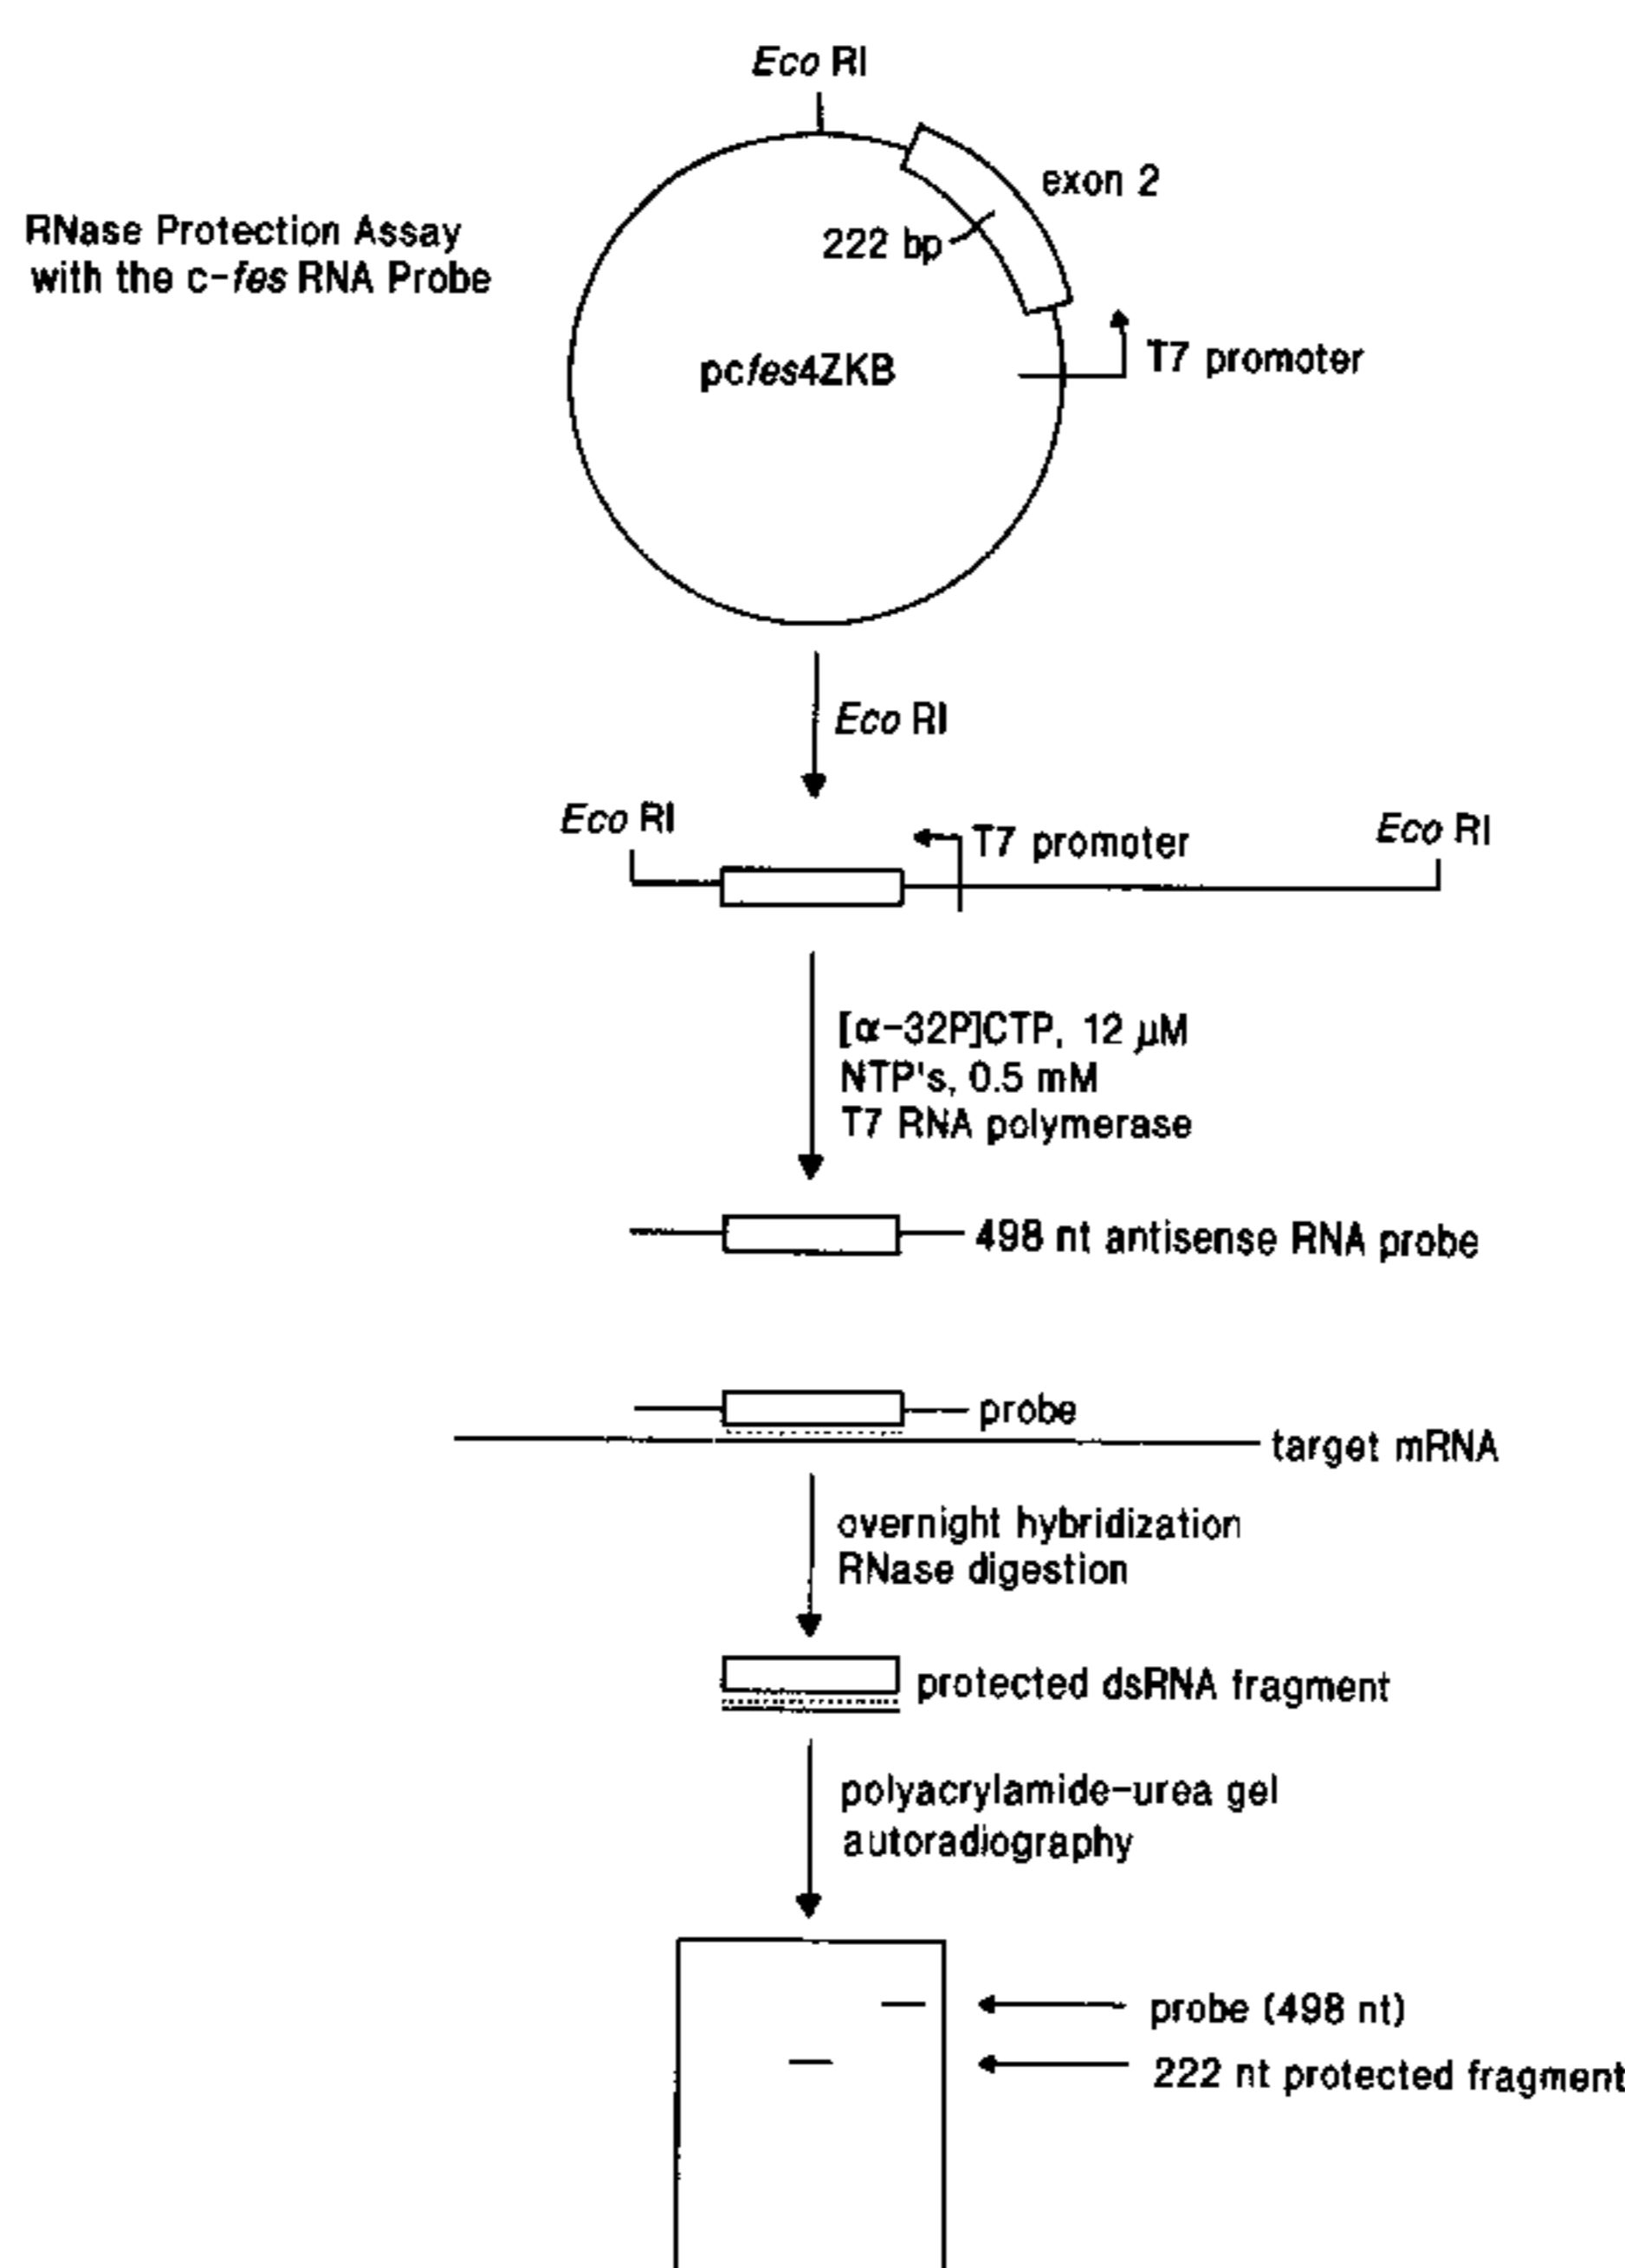 Eco RI
exon 2
RNase Protection Assay
with the c-fes RNA Probe
222 bp
pcfes4ZKB
T7 promoter
Eco RI
Eco RI
T7 promoter
Eco RI
[α-32P]CTP, 12 µM
NTP's, 0.5 mM
T7 RNA polymerase
498 nt antisense RNA probe
probe
target mRNA
overnight hybridization
RNase digestion
protected dsRNA fragment
polyacrylamide-urea gel
autoradiography
probe (498 nt)
222 nt protected fragment